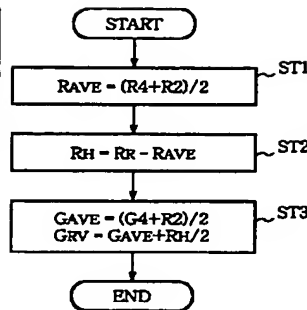 START
RAVE = (R4+R2)/2
ST1
RH = RR - RAVE
ST2
GAVE = (G4+R2)/2
GRV = GAVE+RH/2
ST3
END